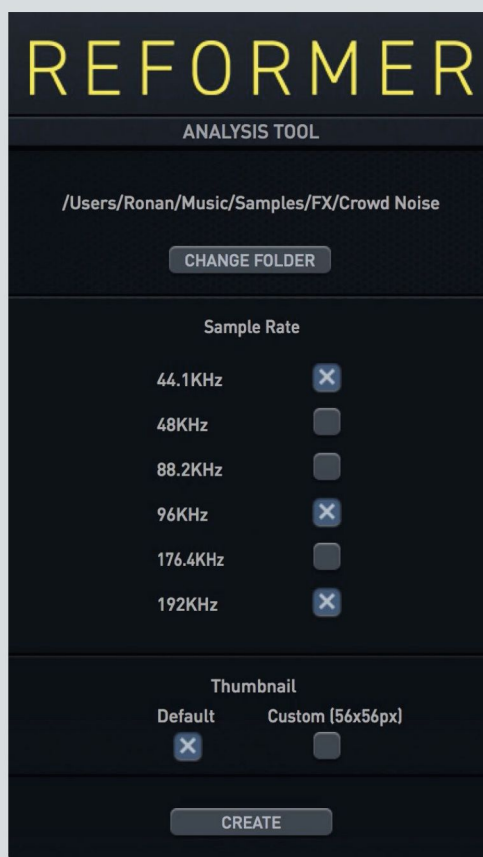 REFORMER
ANALYSIS TOOL
/Users/Ronan/Music/Samples/FX/Crowd Noise
CHANGE FOLDER
Sample Rate
44.1KHz
48KHz
88.2KHz
96KHz
176.4KHz
192KHz
Thumbnail
Default Custom (56x56px)
CREATE